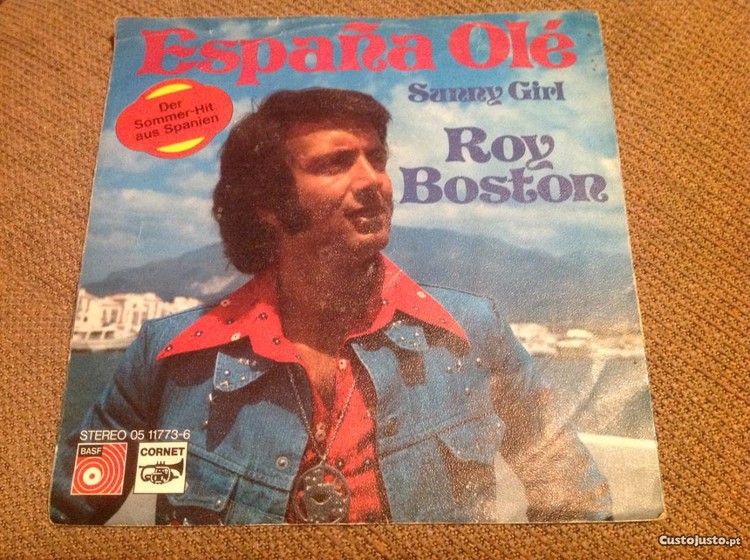 España Olé
Sunny Girl
Der
Sommer-Hit
aus Spanien
Roy
Boston
STEREO 05 11773-6
BASF
CORNET
CustoJusto.pt